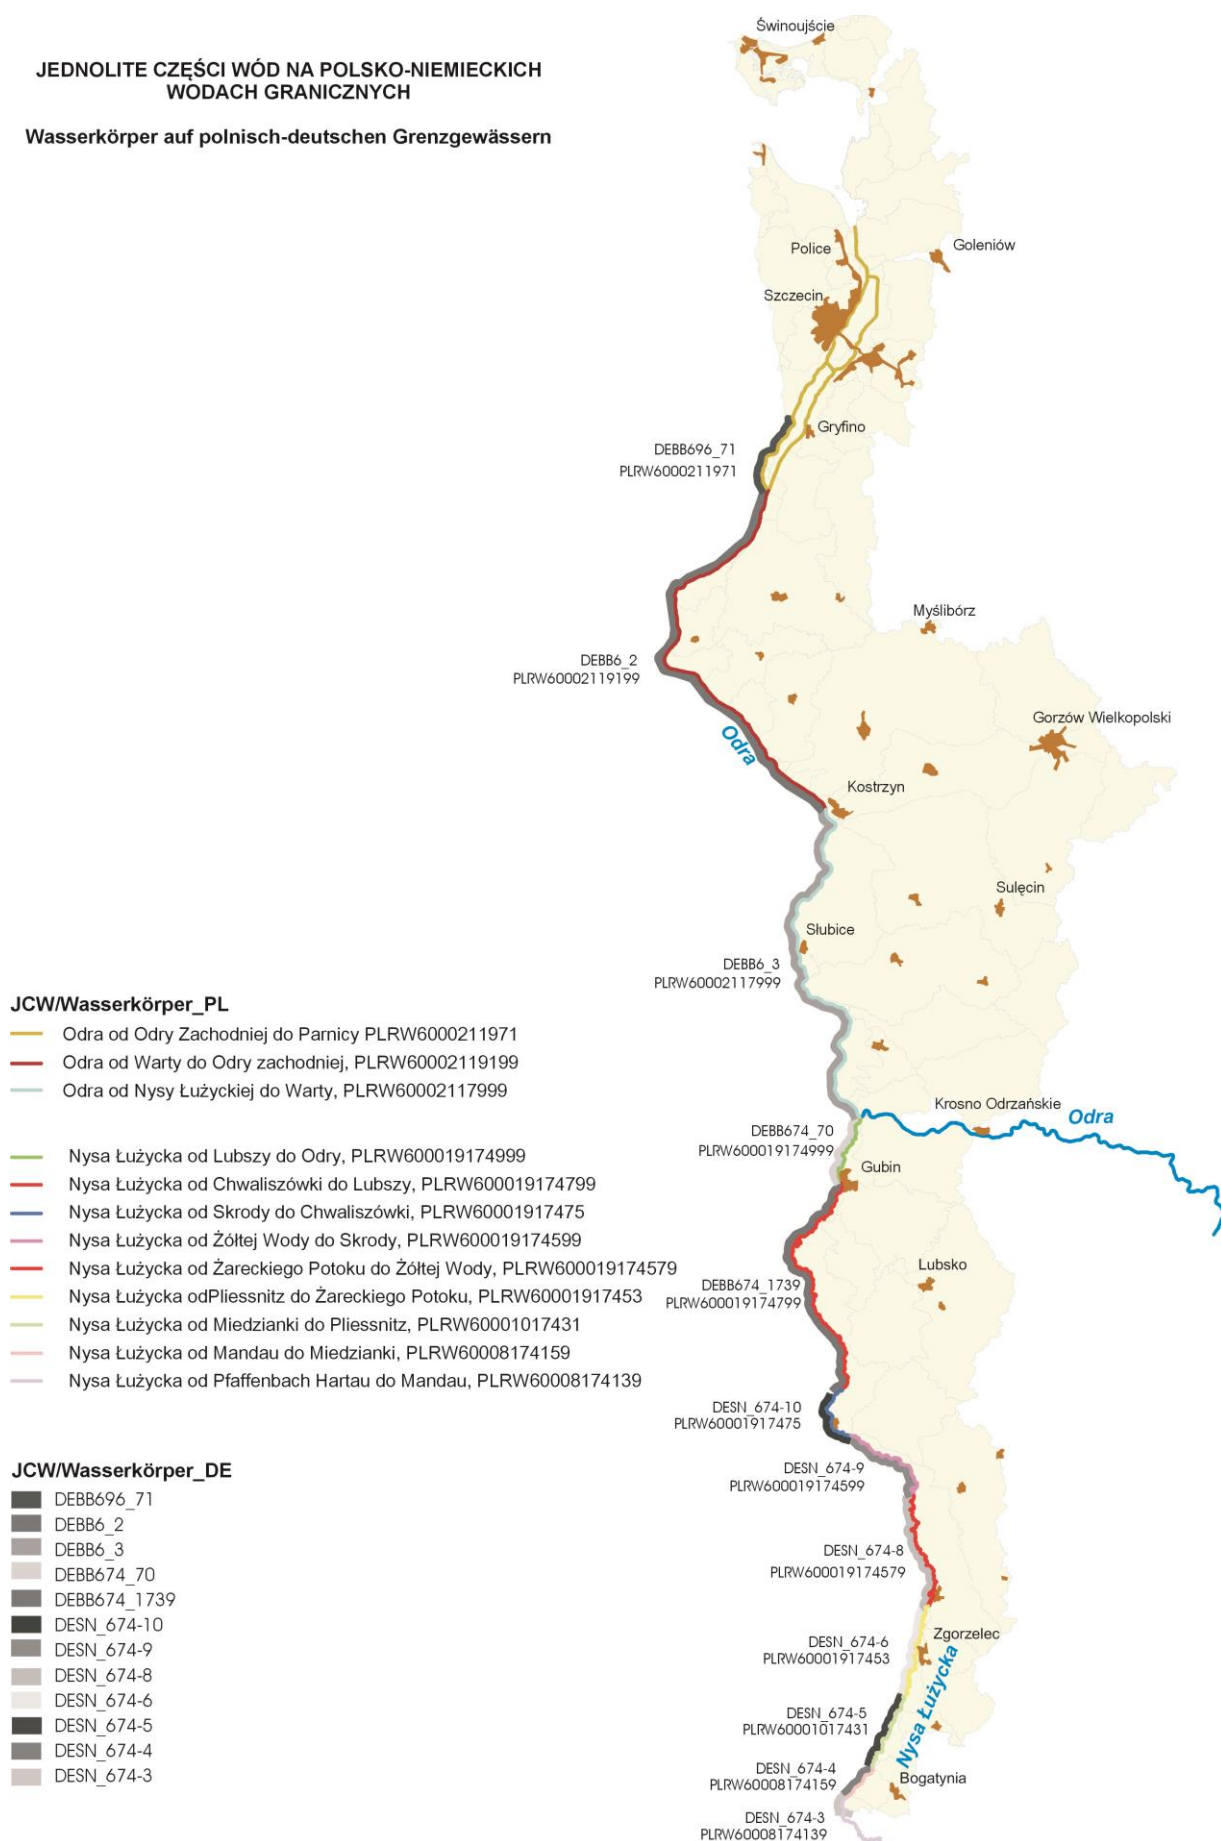 JEDNOLITE CZĘŚCI WÓD NA POLSKO-NIEMIECKICH
WODACH GRANICZNYCH
Wasserkörper auf polnisch-deutschen Grenzgewässern
Świnoujście
Police
Goleniów
Szczecin
Gryfino
DEBB696_71
PLRW6000211971
Myślibórz
DEBB6_2
PLRW60002119199
Gorzów Wielkopolski
Odra
Kostrzyn
Sulęcin
Słubice
DEBB6_3
PLRW60002117999
Krosno Odrzańskie
Odra
DEBB674_70
PLRW600019174999
Gubin
Lubsko
DEBB674_1739
PLRW600019174799
DESN_674-10
PLRW60001917475
DESN_674-9
PLRW600019174599
DESN_674-8
PLRW600019174579
Zgorzelec
DESN_674-6
PLRW60001917453
Nysa Łużycka
DESN_674-5
PLRW60001017431
DESN_674-4
PLRW60008174159
Bogatynia
DESN_674-3
PLRW60008174139
JCW/Wasserkörper_PL
Odra od Odry Zachodniej do Parnicy PLRW6000211971
Odra od Warty do Odry zachodniej, PLRW60002119199
Odra od Nysy Łużyckiej do Warty, PLRW60002117999
Nysa Łużycka od Lubszy do Odry, PLRW600019174999
Nysa Łużycka od Chwaliszówki do Lubszy, PLRW600019174799
Nysa Łużycka od Skrody do Chwaliszówki, PLRW60001917475
Nysa Łużycka od Żółtej Wody do Skrody, PLRW600019174599
Nysa Łużycka od Żareckiego Potoku do Żółtej Wody, PLRW600019174579
Nysa Łużycka odPliessnitz do Żareckiego Potoku, PLRW60001917453
Nysa Łużycka od Miedzianki do Pliessnitz, PLRW60001017431
Nysa Łużycka od Mandau do Miedzianki, PLRW60008174159
Nysa Łużycka od Pfaffenbach Hartau do Mandau, PLRW60008174139
JCW/Wasserkörper_DE
DEBB696_71
DEBB6_2
DEBB6_3
DEBB674_70
DEBB674_1739
DESN_674-10
DESN_674-9
DESN_674-8
DESN_674-6
DESN_674-5
DESN_674-4
DESN_674-3